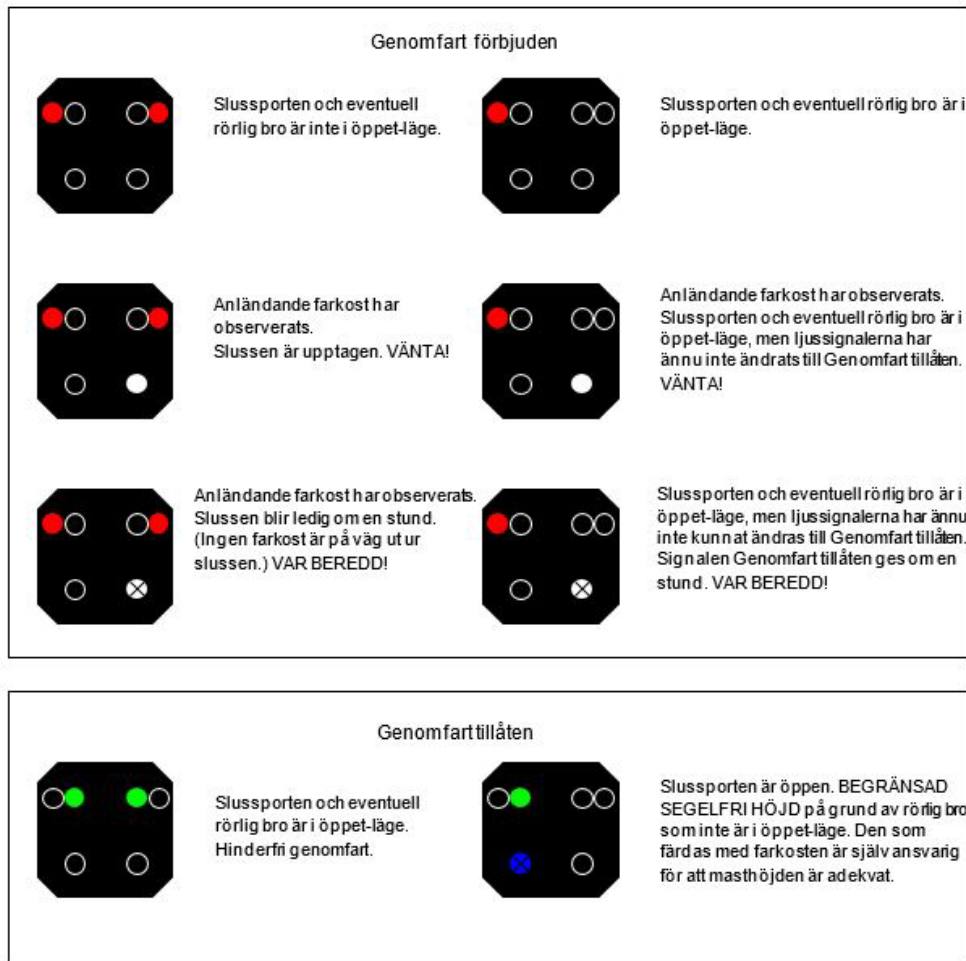 Genomfart förbjuden
Slussporten och eventuell
rörlig bro är inte i öppet-läge.
Slussporten och eventuell rörlig bro är i
öppet-läge.
Anländande farkost har
observerats.
Slussen är upptagen. VÄNTA!
Anländande farkost har observerats.
Slussporten och eventuell rörlig bro är i
öppet-läge, men ljussignalerna har
ännu inte ändrats till Genomfart tillåten.
VÄNTA!
Anländande farkost har observerats.
Slussen blir ledig om en stund.
(Ingen farkost är på väg ut ur
slussen.) VAR BEREDD!
Slussporten och eventuell rörlig bro är i
öppet-läge, men ljussignalerna har ännu
inte kunnat ändras till Genomfart tillåten.
Signalen Genomfart tillåten ges om en
stund. VAR BEREDD!
Genomfart tillåten
Slussporten och eventuell
rörlig bro är i öppet-läge.
Hinderfri genomfart.
Slussporten är öppen. BEGRÄNSAD
SEGELFRI HÖJD på grund av rörlig bro
som inte är i öppet-läge. Den som
färdas med farkosten är själv ansvarig
för att masthöjden är adekvat.